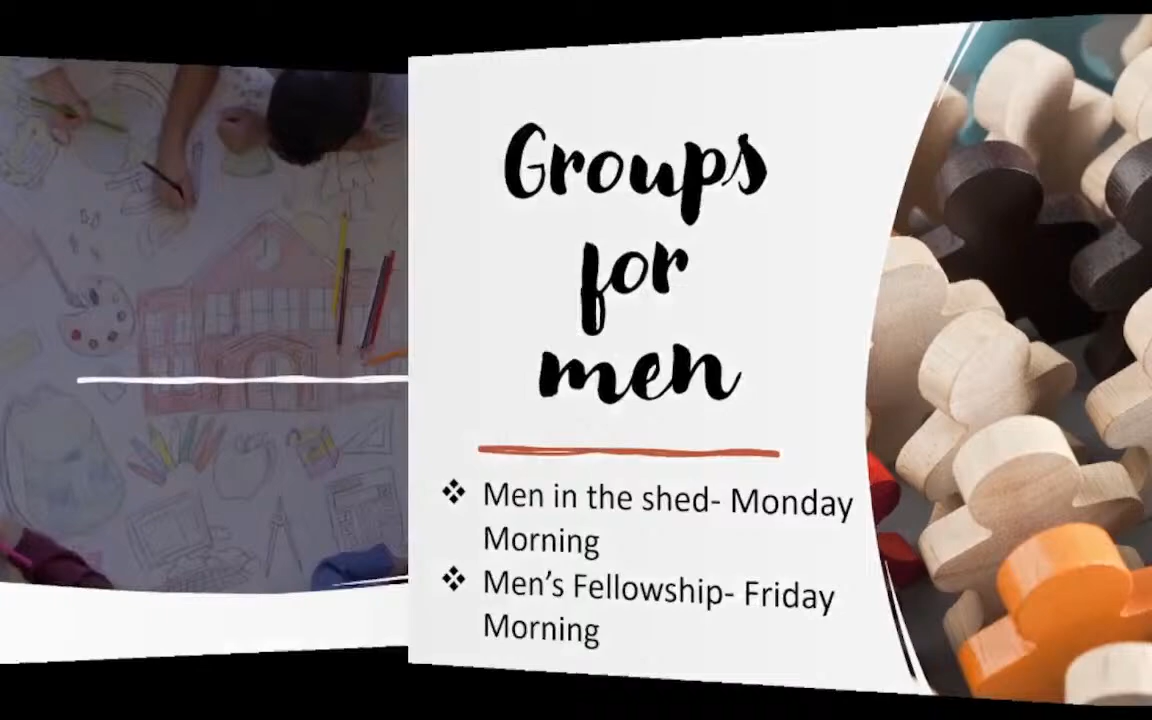 Groups
for
men
❖ Men in the shed- Monday
Morning
❖ Men's Fellowship- Friday
Morning